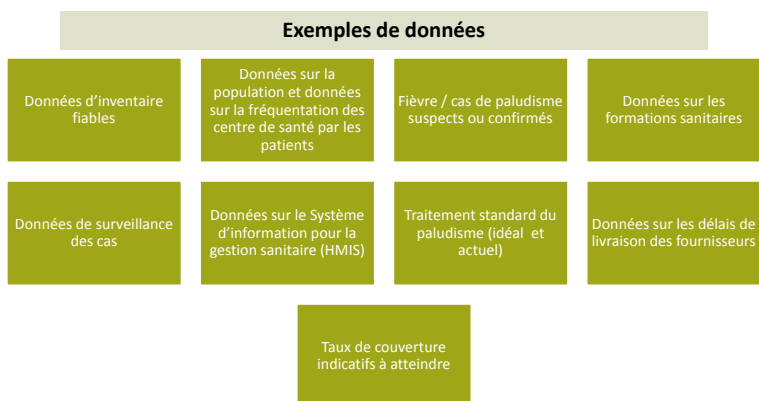 Exemples de données
Données d'inventaire
fiables
Données sur la
population et données
sur la fréquentation des
centre de santé par les
patients
Fièvre / cas de paludisme
suspects ou confirmés
Données sur les
formations sanitaires
Données de surveillance
des cas
Données sur le Système
d'information pour la
gestion sanitaire (HMIS)
Traitement standard du
paludisme (idéal et
actuel)
Données sur les délais de
livraison des fournisseurs
Taux de couverture
indicatifs à atteindre